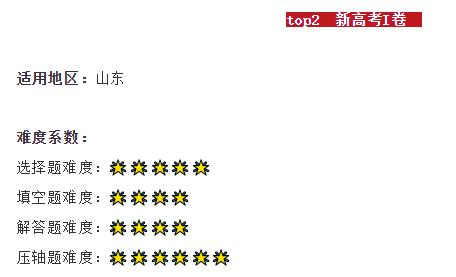 top2 新高考I卷
适用地区：山东
难度系数：
选择题难度：
填空题难度：
解答题难度：
压轴题难度：